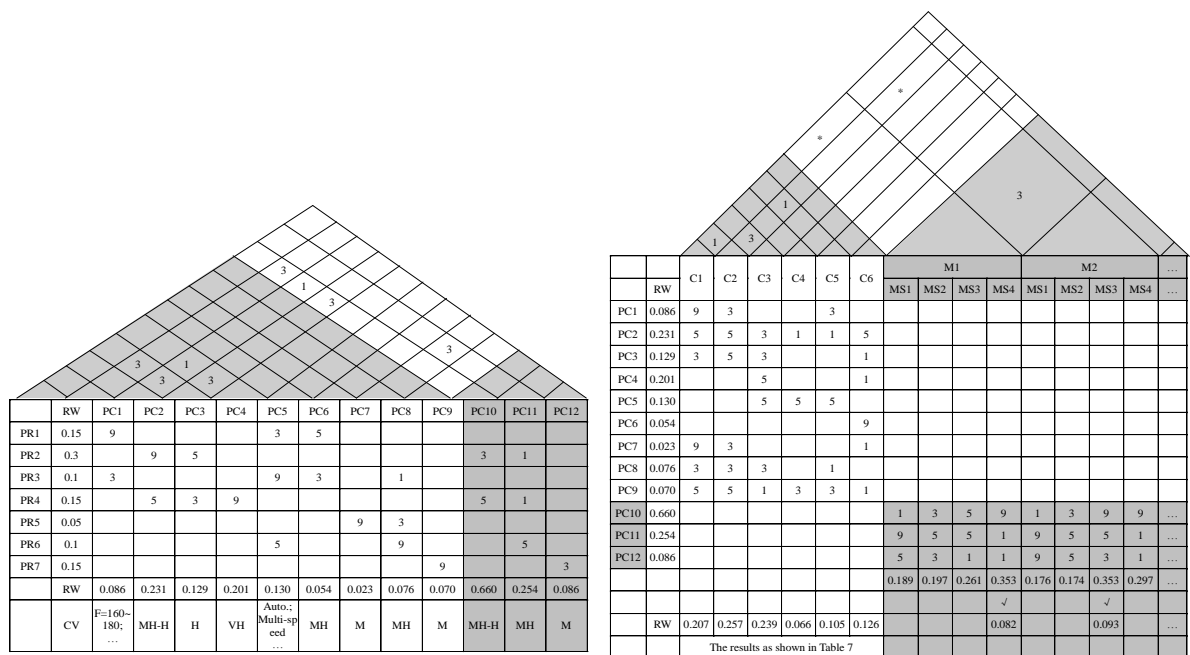 3
1
3
3
3 1
3 3
RW PC1 PC2 PC3 PC4 PC5 PC6 PC7 PC8 PC9 PC10 PC11 PC12
PR1 0.15 9 3 5
PR2 0.3 9 5 3 1
PR3 0.1 3 9 3 1
PR4 0.15 5 3 9 5 1
PR5 0.05 9 3
PR6 0.1 5 9 5
PR7 0.15 9 3
RW 0.086 0.231 0.129 0.201 0.130 0.054 0.023 0.076 0.070 0.660 0.254 0.086
CV F=160~180; … MH-H H VH Auto.; Multi-speed … MH M MH M MH-H MH M
*
*
3
1
1 3
C1 C2 C3 C4 C5 C6 M1 M2 …
RW MS1 MS2 MS3 MS4 MS1 MS2 MS3 MS4 …
PC1 0.086 9 3 3
PC2 0.231 5 5 3 1 1 5
PC3 0.129 3 5 3 1
PC4 0.201 5 1
PC5 0.130 5 5 5
PC6 0.054 9
PC7 0.023 9 3 1
PC8 0.076 3 3 3 1
PC9 0.070 5 5 1 3 3 1
PC10 0.660 1 3 5 9 1 3 9 9 …
PC11 0.254 9 5 5 1 9 5 5 1 …
PC12 0.086 5 3 1 1 9 5 3 1 …
0.189 0.197 0.261 0.353 0.176 0.174 0.353 0.297 …
√ √
RW 0.207 0.257 0.239 0.066 0.105 0.126 0.082 0.093 …
The results as shown in Table 7